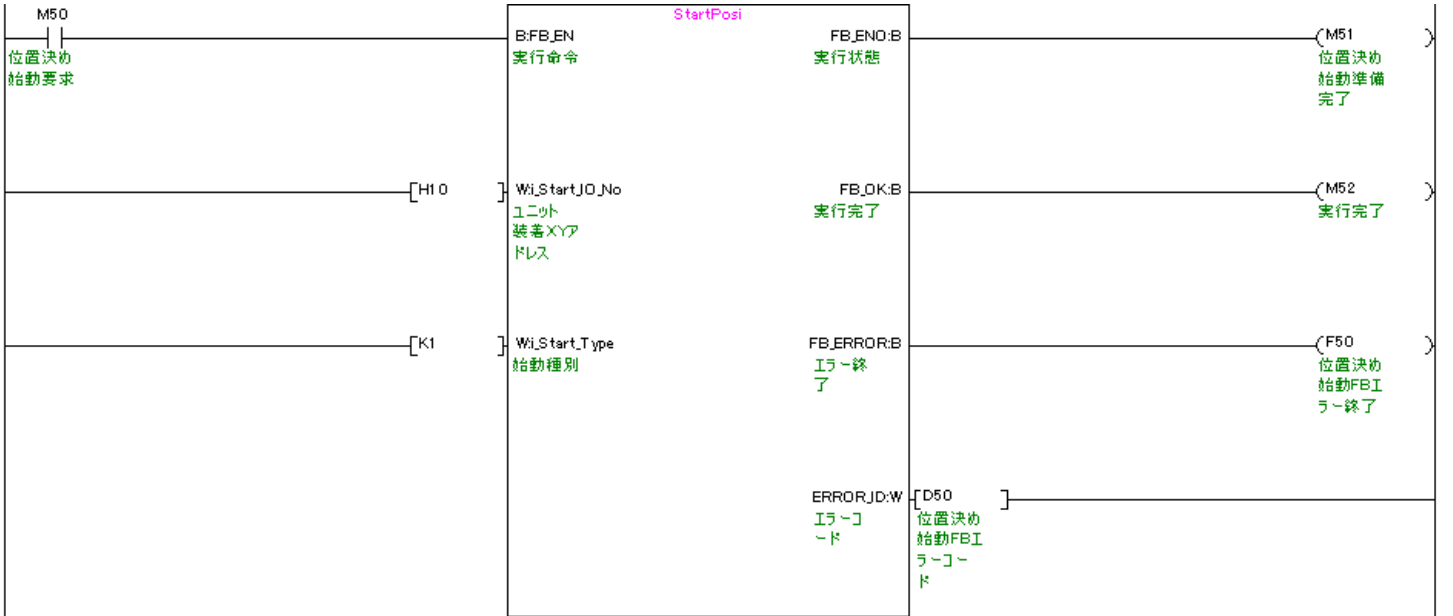 M50
StartPosi
B:FB_EN
FB_ENO:B
M51
位置決め
始動要求
実行命令
実行状態
位置決め
始動準備
完了
H10
W:i_Start_IO_No
FB_OK:B
M52
ユニット
装着XYア
ドレス
実行完了
実行完了
K1
W:i_Start_Type
FB_ERROR:B
F50
始動種別
エラー終
了
位置決め
始動FBエ
ラー終了
ERROR_ID:W
D50
エラーコ
ード
位置決め
始動FBエ
ラーコー
ド